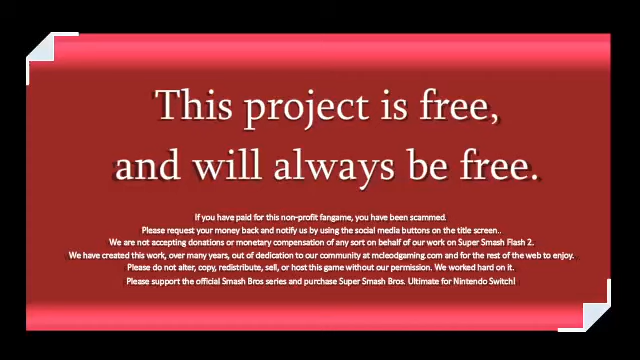 This project is free,
and will always be free.
If you have paid for this non-profit fangame, you have been scammed.
Please request your money back and notify us by using the social media buttons on the title screen..
We are not accepting donations or monetary compensation of any sort on behalf of our work on Super Smash Flash 2.
We have created this work, over many years, out of dedication to our community at mcleodgaming.com and for the rest of the web to enjoy.
Please do not alter, copy, redistribute, sell, or host this game without our permission. We worked hard on it.
Please support the official Smash Bros series and purchase Super Smash Bros. Ultimate for Nintendo Switch!